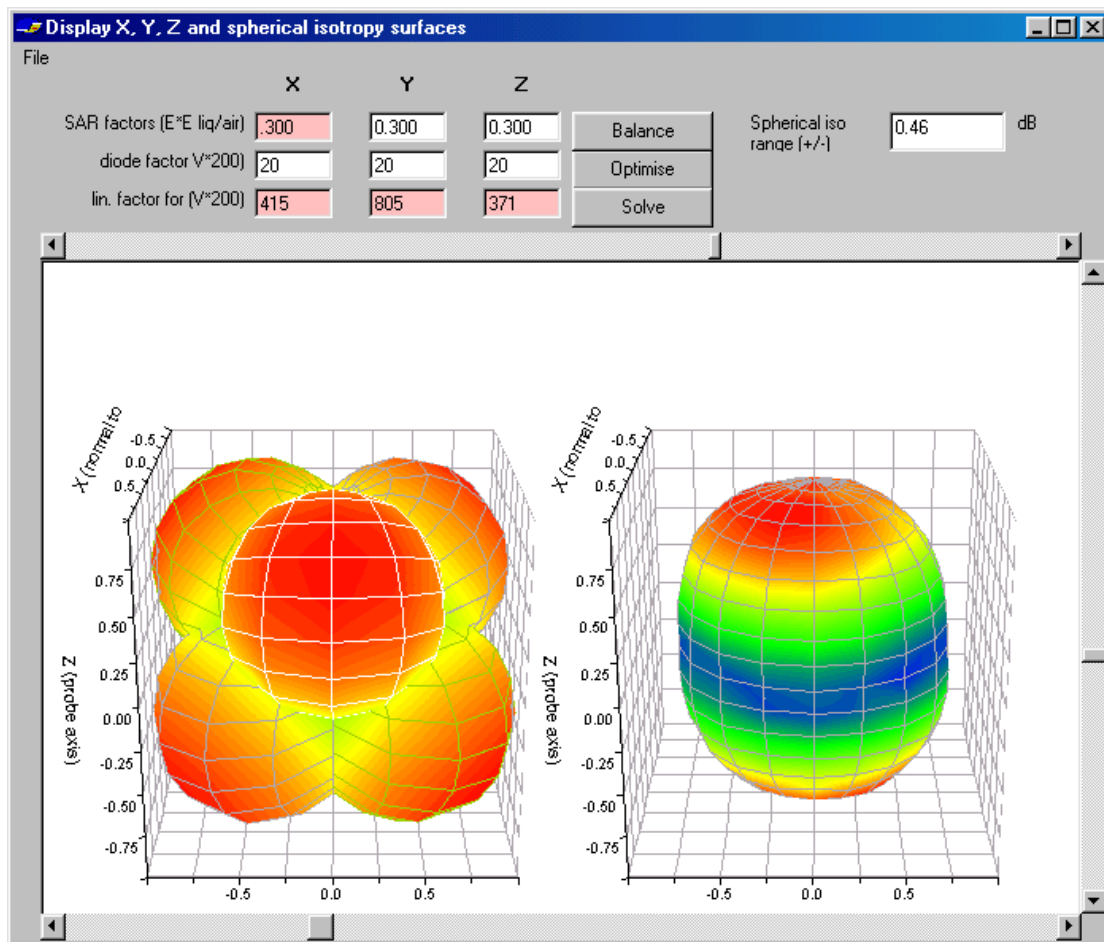 Display X, Y, Z and spherical isotropy surfaces
File
X Y Z
SAR factors (E*E liq/air) .300 0.300 0.300 Balance Spherical iso range (+/-) 0.46 dB
diode factor V*200) 20 20 20 Optimise
lin. factor for (V*200) 415 805 371 Solve
X (normal to
-0.5
0.0
0.5
0.75
0.50
0.25
0.00
-0.25
-0.50
-0.75
Z (probe axis)
-0.5 0.0 0.5
X (normal to
-0.5
0.0
0.5
0.75
0.50
0.25
0.00
-0.25
-0.50
-0.75
Z (probe axis)
-0.5 0.0 0.5